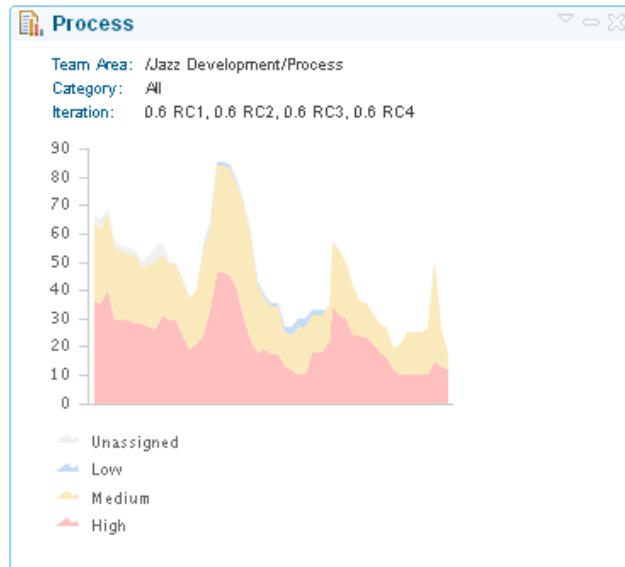 Process
Team Area: /Jazz Development/Process
Category: All
Iteration: 0.6 RC1, 0.6 RC2, 0.6 RC3, 0.6 RC4
90
80
70
60
50
40
30
20
10
0
Unassigned
Low
Medium
High